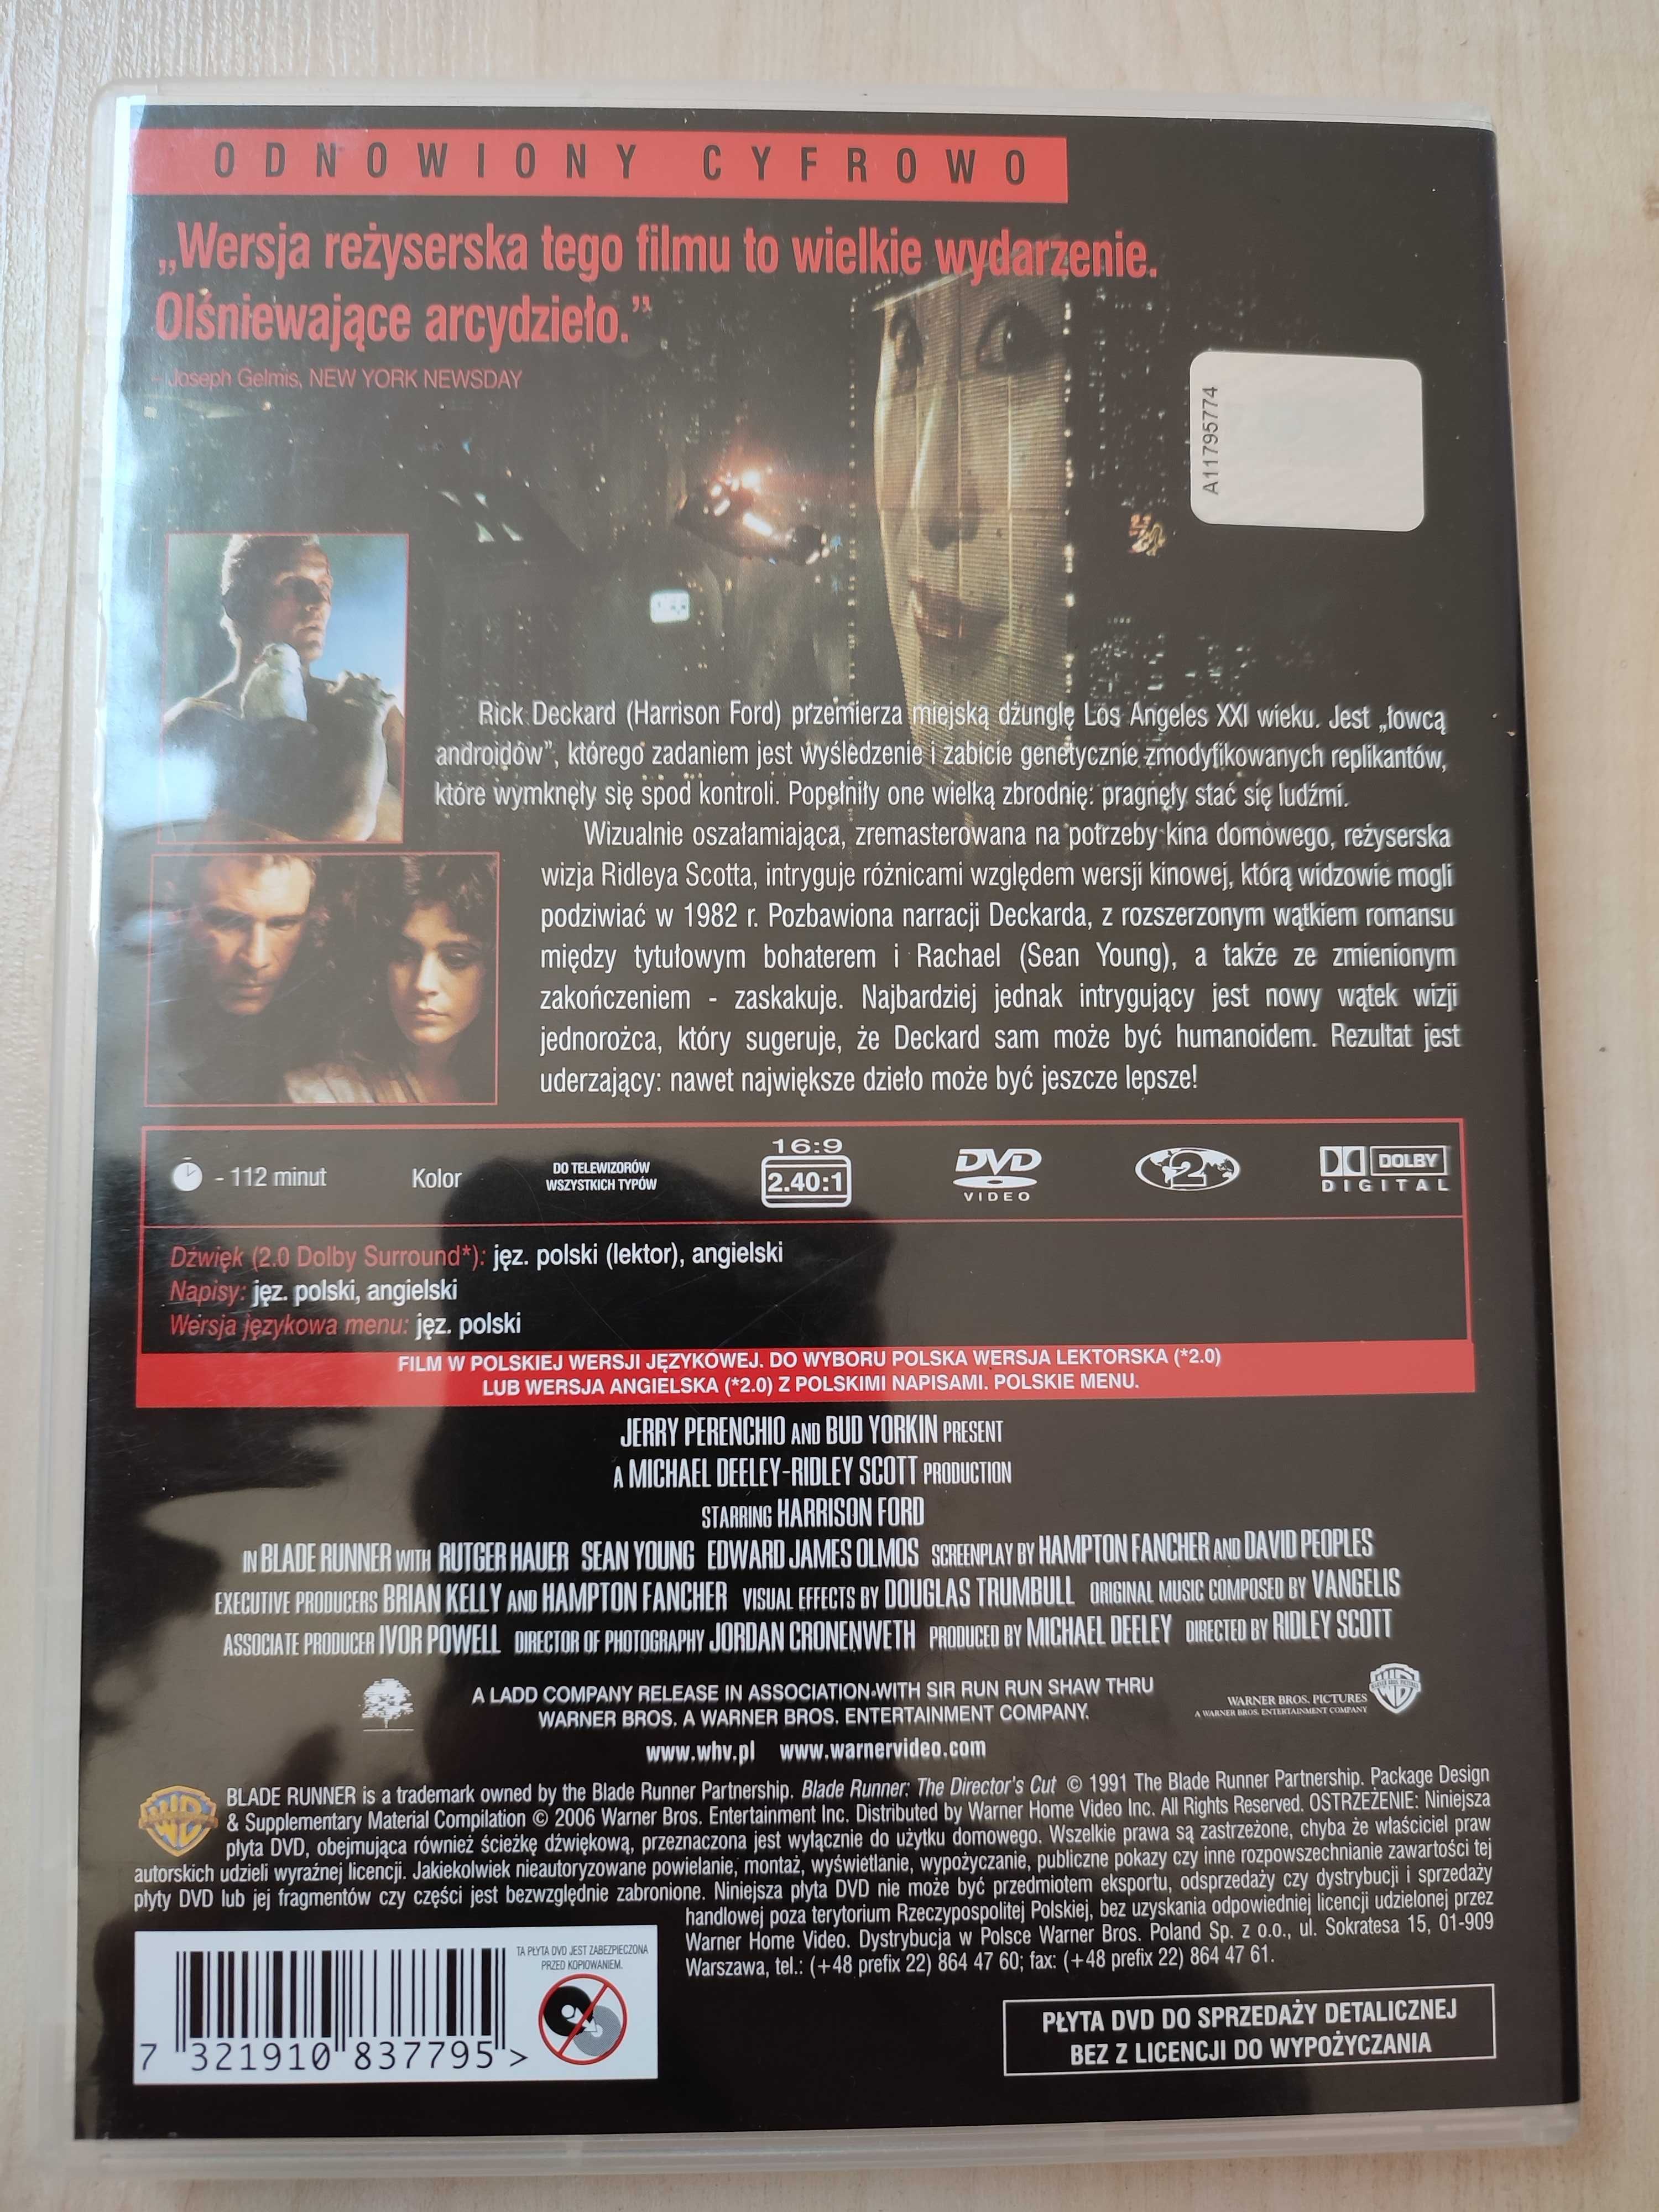 ODNOWIONY CYFROWO
„Wersja reżyserska tego filmu to wielkie wydarzenie.
Olśniewające arcydzieło.”
- Joseph Gelmis, NEW YORK NEWSDAY
A11795774
Rick Deckard (Harrison Ford) przemierza miejską dżunglę Los Angeles XXI wieku. Jest „łowcą
androidów”, którego zadaniem jest wyśledzenie i zabicie genetycznie zmodyfikowanych replikantów,
które wymknęły się spod kontroli. Popełniły one wielką zbrodnię: pragnęły stać się ludźmi.
Wizualnie oszałamiająca, zremasterowana na potrzeby kina domowego, reżyserska
wizja Ridleya Scotta, intryguje różnicami względem wersji kinowej, którą widzowie mogli
podziwiać w 1982 r. Pozbawiona narracji Deckarda, z rozszerzonym wątkiem romansu
między tytułowym bohaterem i Rachael (Sean Young), a także ze zmienionym
zakończeniem - zaskakuje. Najbardziej jednak intrygujący jest nowy wątek wizji
jednorożca, który sugeruje, że Deckard sam może być humanoidem. Rezultat jest
uderzający: nawet największe dzieło może być jeszcze lepsze!
- 112 minut
Kolor
DO TELEWIZORÓW
WSZYSTKICH TYPÓW
16:9
2.40:1
DVD
VIDEO
2
DOLBY
DIGITAL
Dźwięk (2.0 Dolby Surround*): jęz. polski (lektor), angielski
Napisy: jęz. polski, angielski
Wersja językowa menu: jęz. polski
FILM W POLSKIEJ WERSJI JĘZYKOWEJ. DO WYBORU POLSKA WERSJA LEKTORSKA (*2.0)
LUB WERSJA ANGIELSKA (*2.0) Z POLSKIMI NAPISAMI. POLSKIE MENU.
JERRY PERENCHIO AND BUD YORKIN PRESENT
A MICHAEL DEELEY-RIDLEY SCOTT PRODUCTION
STARRING HARRISON FORD
IN BLADE RUNNER WITH RUTGER HAUER SEAN YOUNG EDWARD JAMES OLMOS SCREENPLAY BY HAMPTON FANCHER AND DAVID PEOPLES
EXECUTIVE PRODUCERS BRIAN KELLY AND HAMPTON FANCHER VISUAL EFFECTS BY DOUGLAS TRUMBULL ORIGINAL MUSIC COMPOSED BY VANGELIS
ASSOCIATE PRODUCER IVOR POWELL DIRECTOR OF PHOTOGRAPHY JORDAN CRONENWETH PRODUCED BY MICHAEL DEELEY DIRECTED BY RIDLEY SCOTT
A LADD COMPANY RELEASE IN ASSOCIATION WITH SIR RUN RUN SHAW THRU
WARNER BROS. A WARNER BROS. ENTERTAINMENT COMPANY.
WARNER BROS. PICTURES
A WARNER BROS. ENTERTAINMENT COMPANY
www.whv.pl www.warnervideo.com
BLADE RUNNER is a trademark owned by the Blade Runner Partnership. Blade Runner: The Director's Cut © 1991 The Blade Runner Partnership. Package Design
& Supplementary Material Compilation © 2006 Warner Bros. Entertainment Inc. Distributed by Warner Home Video Inc. All Rights Reserved. OSTRZEŻENIE: Niniejsza
płyta DVD, obejmująca również ścieżkę dźwiękową, przeznaczona jest wyłącznie do użytku domowego. Wszelkie prawa są zastrzeżone, chyba że właściciel praw
autorskich udzieli wyraźnej licencji. Jakiekolwiek nieautoryzowane powielanie, montaż, wyświetlanie, wypożyczanie, publiczne pokazy czy inne rozpowszechnianie zawartości tej
płyty DVD lub jej fragmentów czy części jest bezwzględnie zabronione. Niniejsza płyta DVD nie może być przedmiotem eksportu, odsprzedaży czy dystrybucji i sprzedaży
handlowej poza terytorium Rzeczypospolitej Polskiej, bez uzyskania odpowiedniej licencji udzielonej przez
Warner Home Video. Dystrybucja w Polsce Warner Bros. Poland Sp. z o.o., ul. Sokratesa 15, 01-909
Warszawa, tel.: (+48 prefix 22) 864 47 60; fax: (+48 prefix 22) 864 47 61.
TA PŁYTA DVD JEST ZABEZPIECZONA
PRZED KOPIOWANIEM.
7 321910 837795 >
PŁYTA DVD DO SPRZEDAŻY DETALICZNEJ
BEZ Z LICENCJI DO WYPOŻYCZANIA